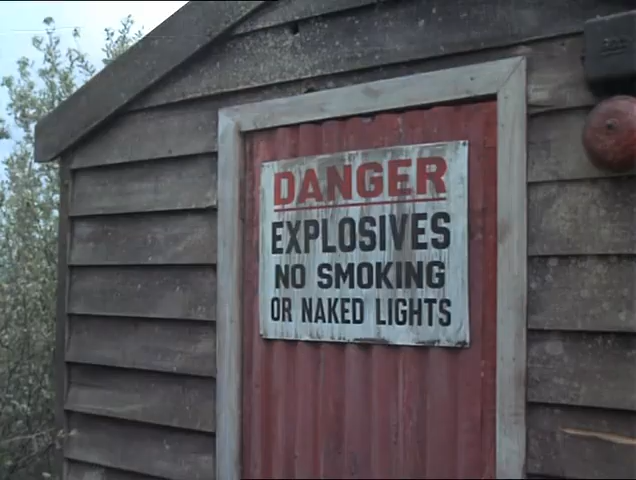 DANGER
EXPLOSIVES
NO SMOKING
OR NAKED LIGHTS